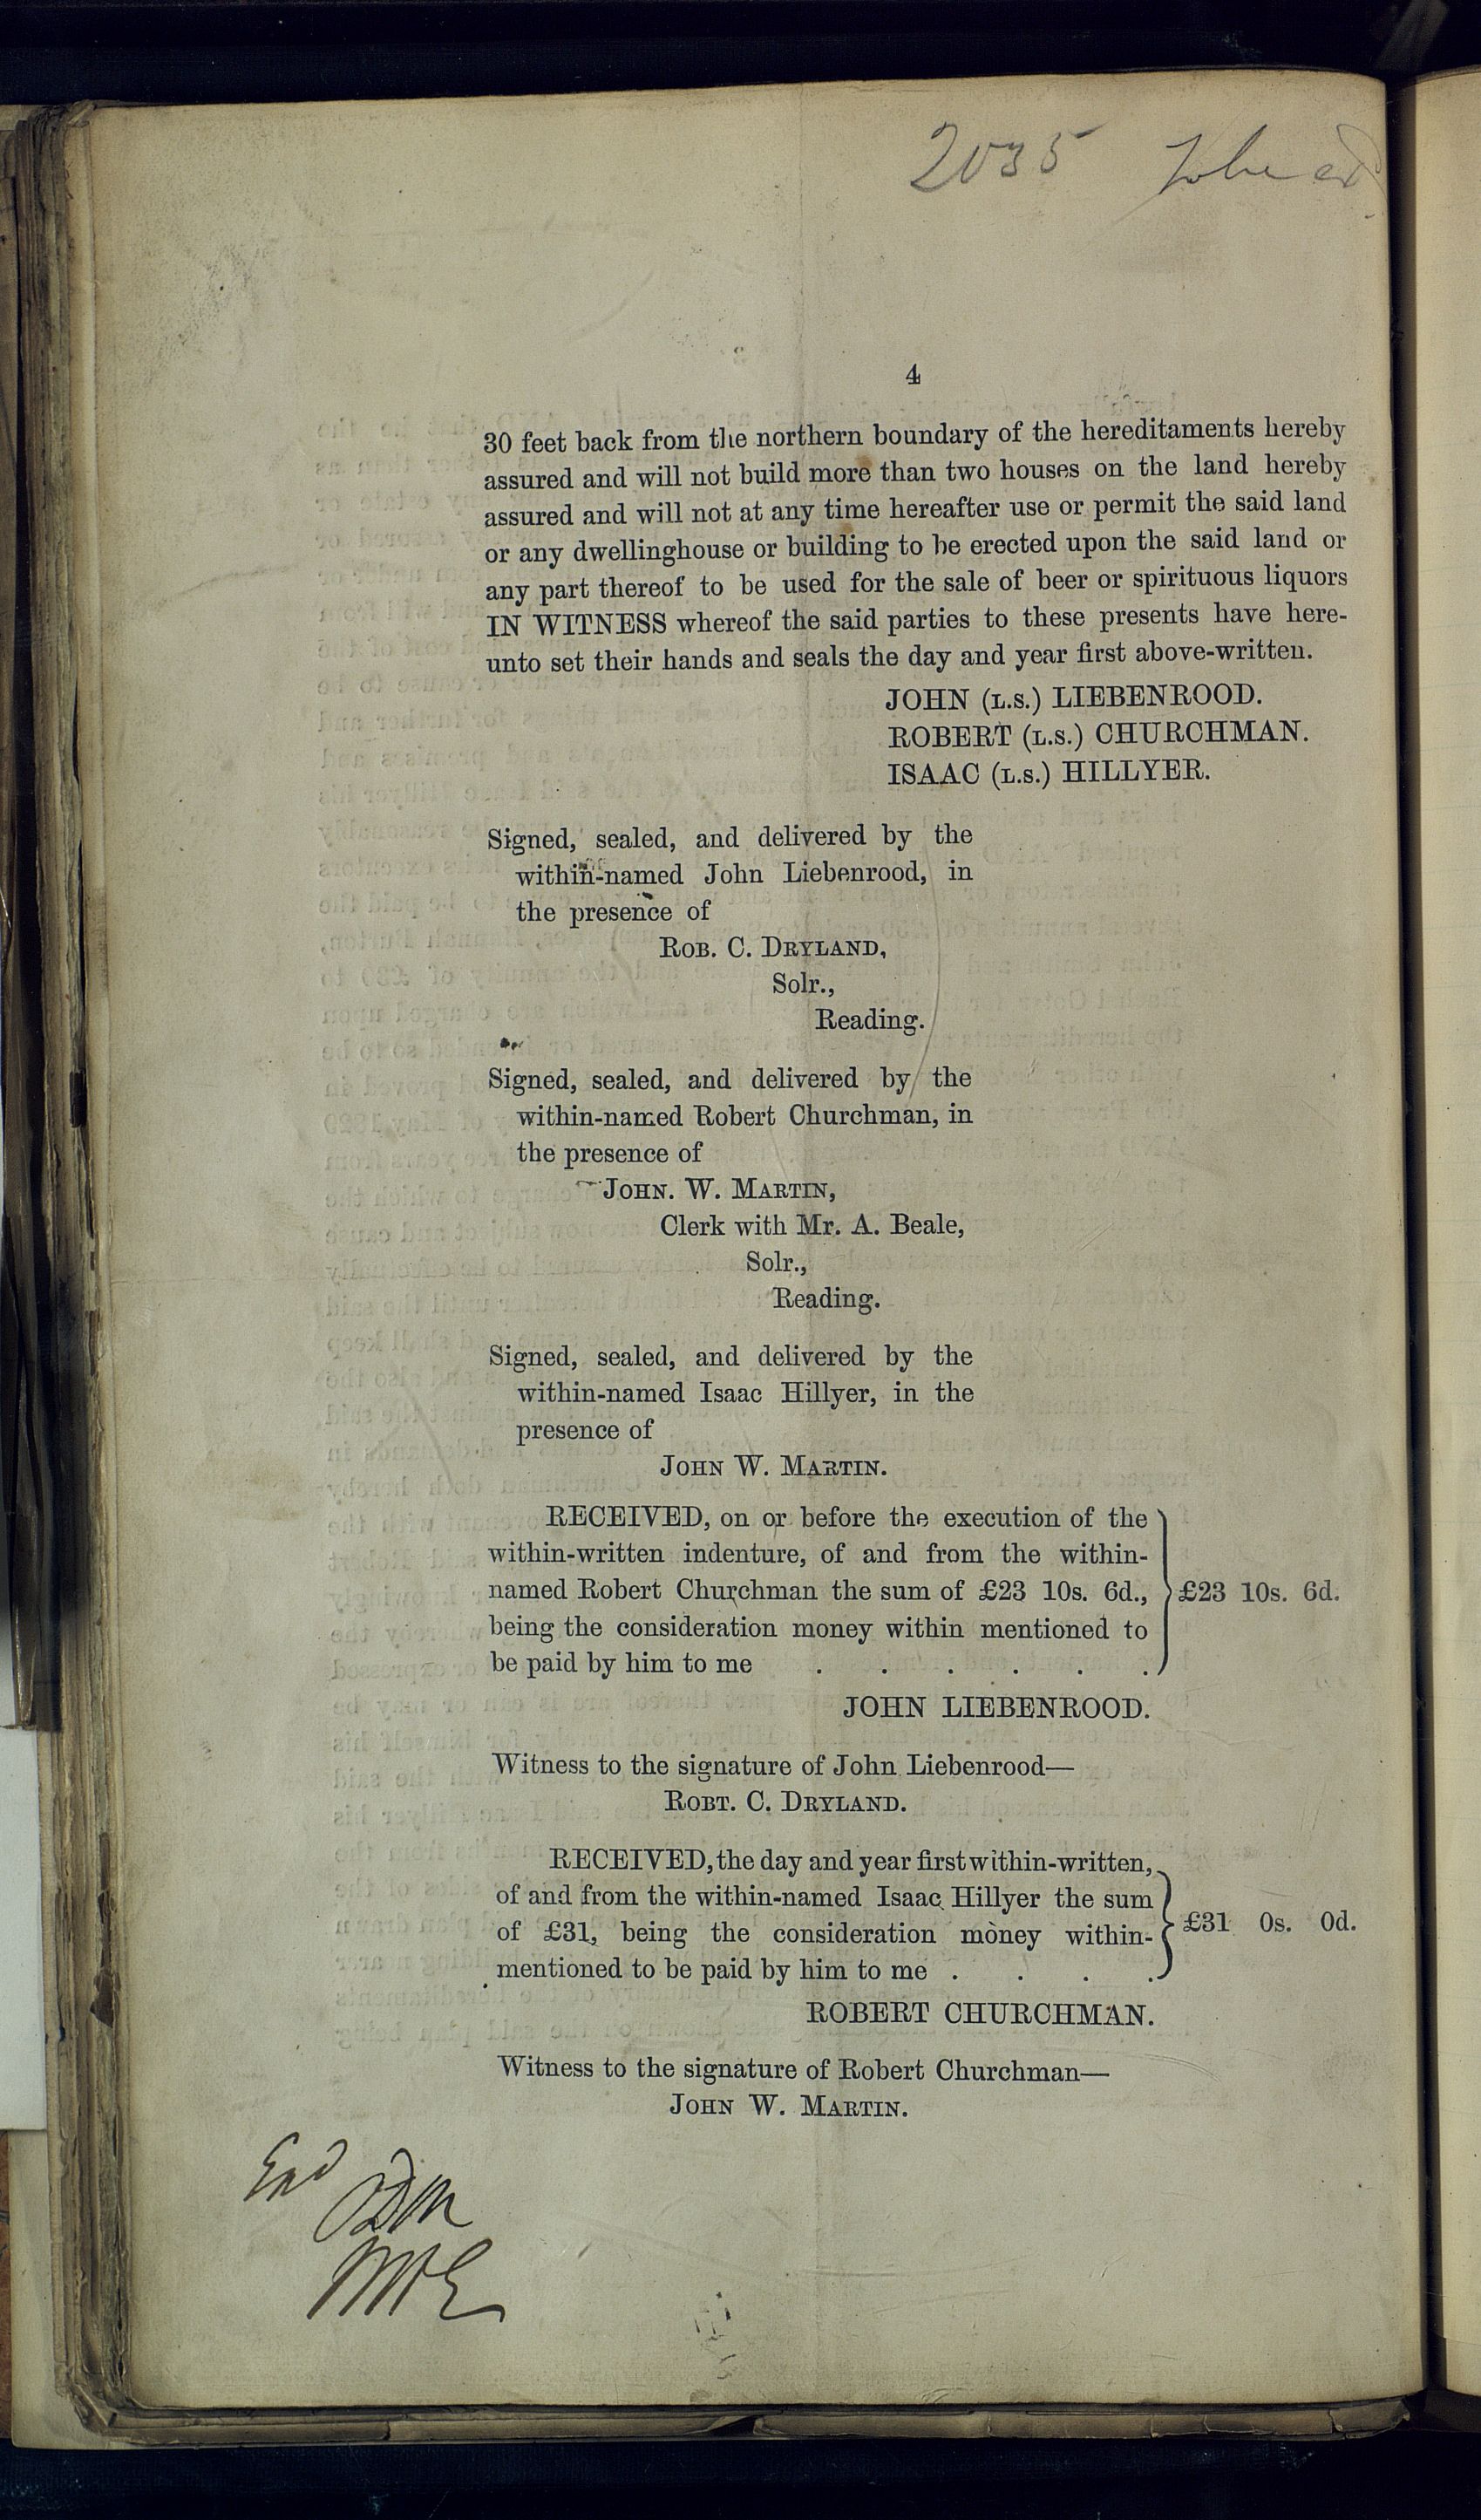 2035
4
30 feet back from the northern boundary of the hereditaments hereby
assured and will not build more than two houses on the land hereby
assured and will not at any time hereafter use or permit the said land
or any dwellinghouse or building to be erected upon the said land or
any part thereof to be used for the sale of beer or spirituous liquors
IN WITNESS whereof the said parties to these presents have here-
unto set their hands and seals the day and year first above-written.
JOHN (L.S.) LIEBENROOD.
ROBERT (L.S.) CHURCHMAN.
ISAAC (L.S.) HILLYER.
Signed, sealed, and delivered by the
within-named John Liebenrood, in
the presence of
ROB. C. DRYLAND,
Solr.,
Reading.
Signed, sealed, and delivered by the
within-named Robert Churchman, in
the presence of
JOHN. W. MARTIN,
Clerk with Mr. A. Beale,
Solr.,
Reading.
Signed, sealed, and delivered by the
within-named Isaac Hillyer, in the
presence of
JOHN W. MARTIN.
RECEIVED, on or before the execution of the
within-written indenture, of and from the within-
named Robert Churchman the sum of £23 10s. 6d., £23 10s. 6d.
being the consideration money within mentioned to
be paid by him to me . . . . . .
JOHN LIEBENROOD.
Witness to the signature of John Liebenrood—
ROBT. C. DRYLAND.
RECEIVED, the day and year first within-written,
of and from the within-named Isaac Hillyer the sum
of £31, being the consideration money within- £31 0s. 0d.
mentioned to be paid by him to me . . . .
ROBERT CHURCHMAN.
Witness to the signature of Robert Churchman—
JOHN W. MARTIN.
End